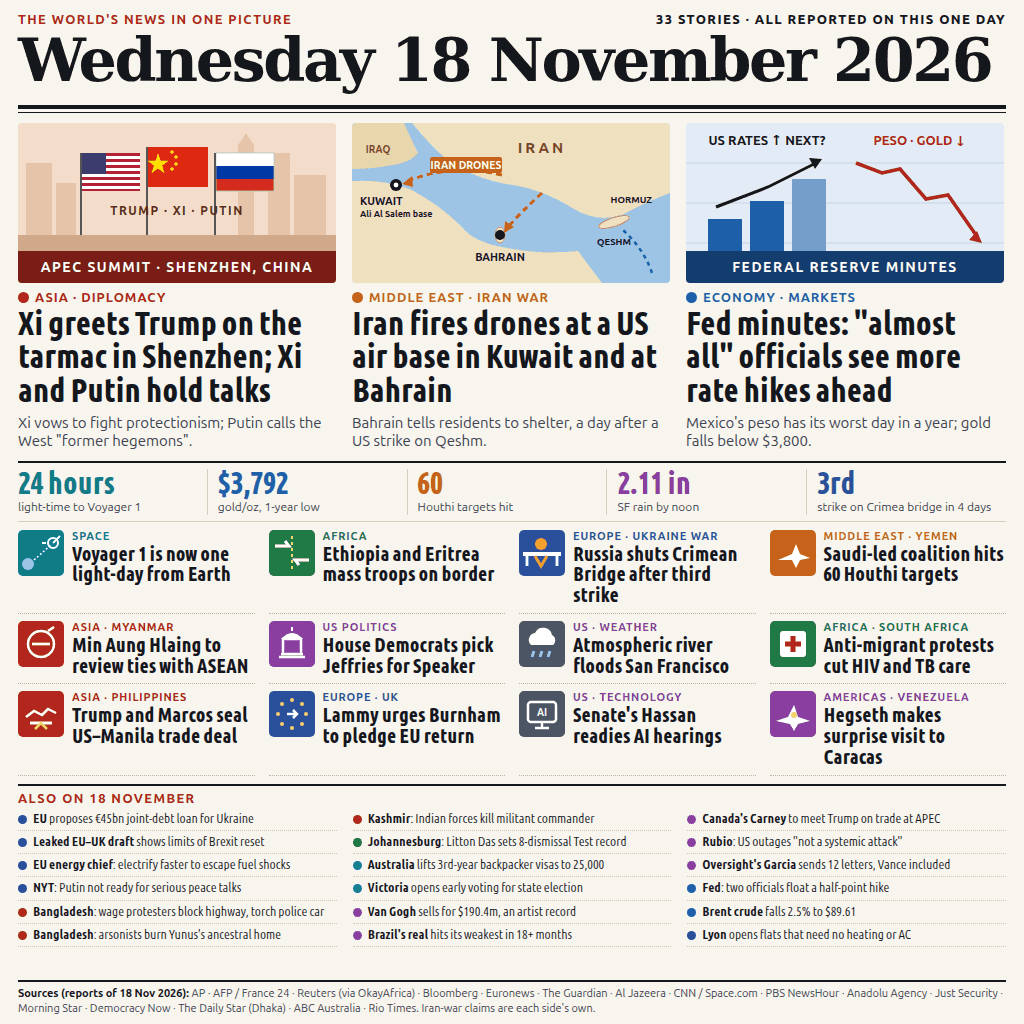 THE WORLD'S NEWS IN ONE PICTURE
33 STORIES · ALL REPORTED ON THIS ONE DAY
Wednesday 18 November 2026
TRUMP · XI · PUTIN
APEC SUMMIT · SHENZHEN, CHINA
IRAQ
IRAN
IRAN DRONES
KUWAIT
Ali Al Salem base
HORMUZ
QESHM
BAHRAIN
US RATES ↑ NEXT?
PESO · GOLD ↓
FEDERAL RESERVE MINUTES
ASIA · DIPLOMACY
Xi greets Trump on the
tarmac in Shenzhen; Xi
and Putin hold talks
Xi vows to fight protectionism; Putin calls the
West "former hegemons".
MIDDLE EAST · IRAN WAR
Iran fires drones at a US
air base in Kuwait and at
Bahrain
Bahrain tells residents to shelter, a day after a
US strike on Qeshm.
ECONOMY · MARKETS
Fed minutes: "almost
all" officials see more
rate hikes ahead
Mexico's peso has its worst day in a year; gold
falls below $3,800.
24 hours
light-time to Voyager 1
$3,792
gold/oz, 1-year low
60
Houthi targets hit
2.11 in
SF rain by noon
3rd
strike on Crimea bridge in 4 days
SPACE
Voyager 1 is now one
light-day from Earth
AFRICA
Ethiopia and Eritrea
mass troops on border
EUROPE · UKRAINE WAR
Russia shuts Crimean
Bridge after third
strike
MIDDLE EAST · YEMEN
Saudi-led coalition hits
60 Houthi targets
ASIA · MYANMAR
Min Aung Hlaing to
review ties with ASEAN
US POLITICS
House Democrats pick
Jeffries for Speaker
US · WEATHER
Atmospheric river
floods San Francisco
AFRICA · SOUTH AFRICA
Anti-migrant protests
cut HIV and TB care
ASIA · PHILIPPINES
Trump and Marcos seal
US–Manila trade deal
EUROPE · UK
Lammy urges Burnham
to pledge EU return
AI
US · TECHNOLOGY
Senate's Hassan
readies AI hearings
AMERICAS · VENEZUELA
Hegseth makes
surprise visit to
Caracas
ALSO ON 18 NOVEMBER
EU proposes €45bn joint-debt loan for Ukraine
Leaked EU–UK draft shows limits of Brexit reset
EU energy chief: electrify faster to escape fuel shocks
NYT: Putin not ready for serious peace talks
Bangladesh: wage protesters block highway, torch police car
Bangladesh: arsonists burn Yunus's ancestral home
Kashmir: Indian forces kill militant commander
Johannesburg: Litton Das sets 8-dismissal Test record
Australia lifts 3rd-year backpacker visas to 25,000
Victoria opens early voting for state election
Van Gogh sells for $190.4m, an artist record
Brazil's real hits its weakest in 18+ months
Canada's Carney to meet Trump on trade at APEC
Rubio: US outages "not a systemic attack"
Oversight's Garcia sends 12 letters, Vance included
Fed: two officials float a half-point hike
Brent crude falls 2.5% to $89.61
Lyon opens flats that need no heating or AC
Sources (reports of 18 Nov 2026): AP · AFP / France 24 · Reuters (via OkayAfrica) · Bloomberg · Euronews · The Guardian · Al Jazeera · CNN / Space.com · PBS NewsHour · Anadolu Agency · Just Security ·
Morning Star · Democracy Now · The Daily Star (Dhaka) · ABC Australia · Rio Times. Iran-war claims are each side's own.